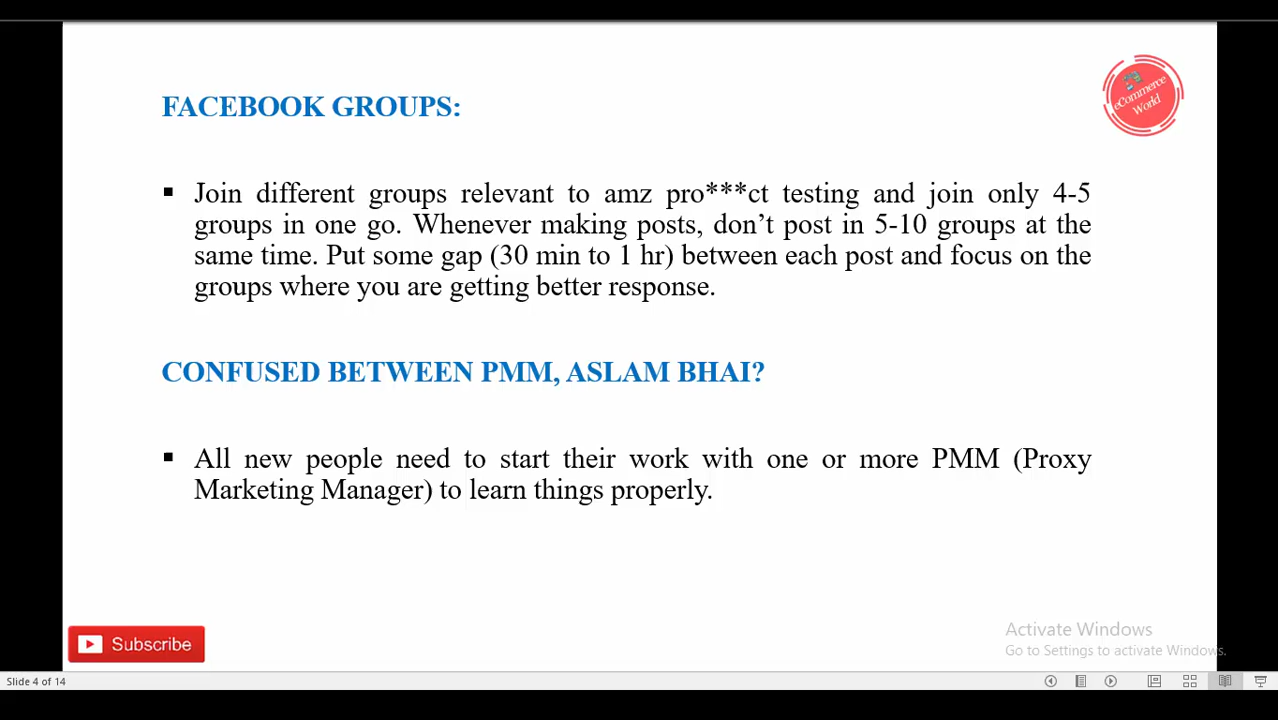 eCommerce
World
FACEBOOK GROUPS:
▪ Join different groups relevant to amz pro***ct testing and join only 4-5
groups in one go. Whenever making posts, don’t post in 5-10 groups at the
same time. Put some gap (30 min to 1 hr) between each post and focus on the
groups where you are getting better response.
CONFUSED BETWEEN PMM, ASLAM BHAI?
▪ All new people need to start their work with one or more PMM (Proxy
Marketing Manager) to learn things properly.
Subscribe
Activate Windows
Go to Settings to activate Windows.
Slide 4 of 14